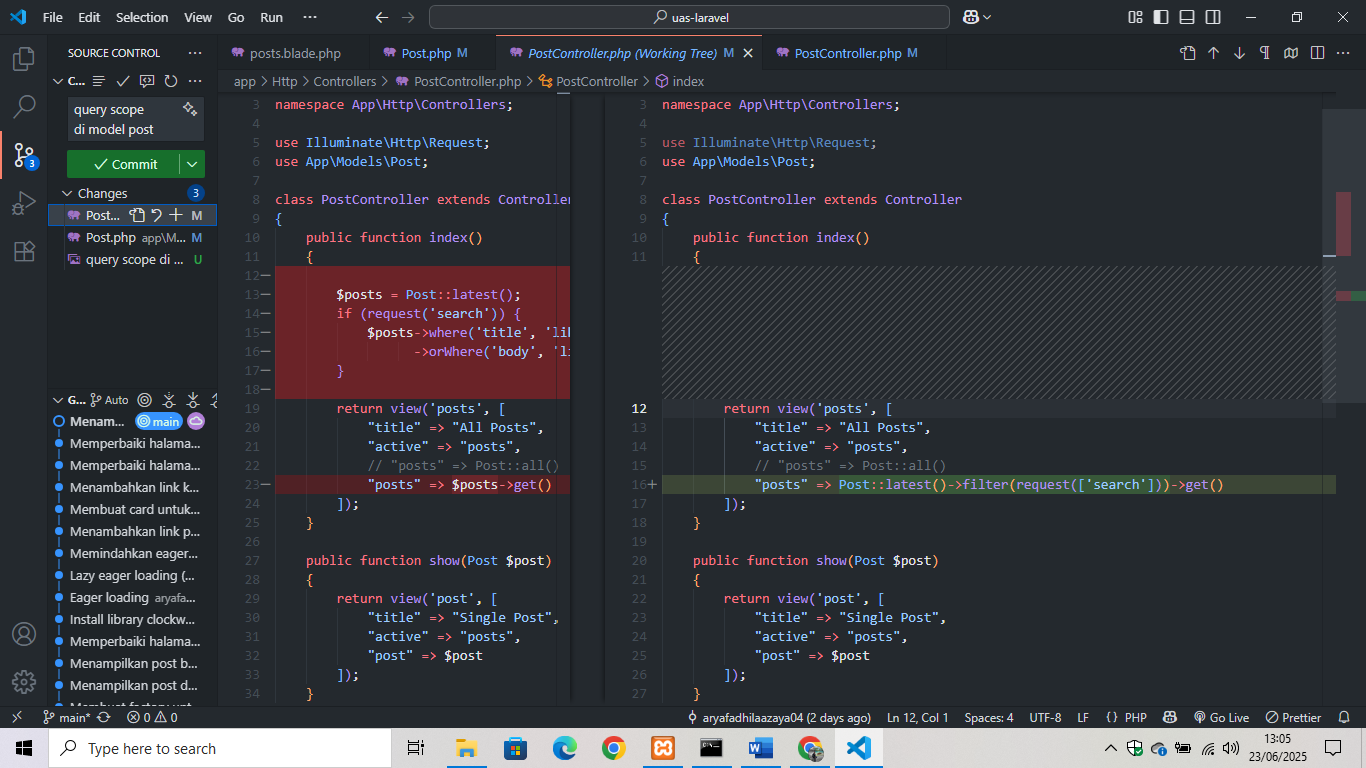 File Edit Selection View Go Run ··· uas-laravel
SOURCE CONTROL ···
posts.blade.php Post.php M PostController.php (Working Tree) M PostController.php M
app > Http > Controllers > PostController.php > PostController > index
C... ···
query scope
di model post
Commit
Changes 3
Post... M
Post.php app\M... M
query scope di ... U
3
3 namespace App\Http\Controllers;
4
5 use Illuminate\Http\Request;
6 use App\Models\Post;
7
8 class PostController extends Controller
9 {
10 public function index()
11 {
12−
13− $posts = Post::latest();
14− if (request('search')) {
15− $posts->where('title', 'li
16− ->orWhere('body', 'li
17− }
18−
19 return view('posts', [
20 "title" => "All Posts",
21 "active" => "posts",
22 // "posts" => Post::all()
23− "posts" => $posts->get()
24 ]);
25 }
26
27 public function show(Post $post)
28 {
29 return view('post', [
30 "title" => "Single Post",
31 "active" => "posts",
32 "post" => $post
33 ]);
34 }
3 namespace App\Http\Controllers;
4
5 use Illuminate\Http\Request;
6 use App\Models\Post;
7
8 class PostController extends Controller
9 {
10 public function index()
11 {
12 return view('posts', [
13 "title" => "All Posts",
14 "active" => "posts",
15 // "posts" => Post::all()
16+ "posts" => Post::latest()->filter(request(['search']))->get()
17 ]);
18 }
19
20 public function show(Post $post)
21 {
22 return view('post', [
23 "title" => "Single Post",
24 "active" => "posts",
25 "post" => $post
26 ]);
27 }
G... Auto
Menam... main
Memperbaiki halama...
Memperbaiki halama...
Menambahkan link k...
Membuat card untuk...
Menambahkan link p...
Memindahkan eager...
Lazy eager loading (...
Eager loading aryafa...
Install library clockw...
Memperbaiki halama...
Menampilkan post b...
Menampilkan post d...
main* 0 0 aryafadhilaazaya04 (2 days ago) Ln 12, Col 1 Spaces: 4 UTF-8 LF {} PHP Go Live Prettier
Type here to search
13:05
23/06/2025